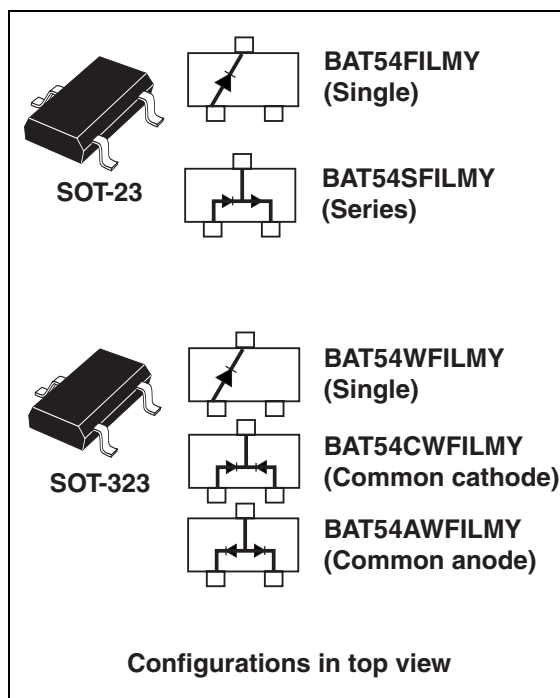 BAT54FILMY
(Single)
SOT-23
BAT54SFILMY
(Series)
BAT54WFILMY
(Single)
SOT-323
BAT54CWFILMY
(Common cathode)
BAT54AWFILMY
(Common anode)
Configurations in top view